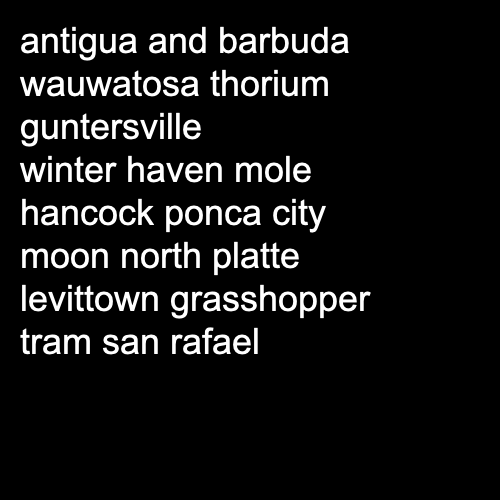 antigua and barbuda
wauwatosa thorium
guntersville
winter haven mole
hancock ponca city
moon north platte
levittown grasshopper
tram san rafael